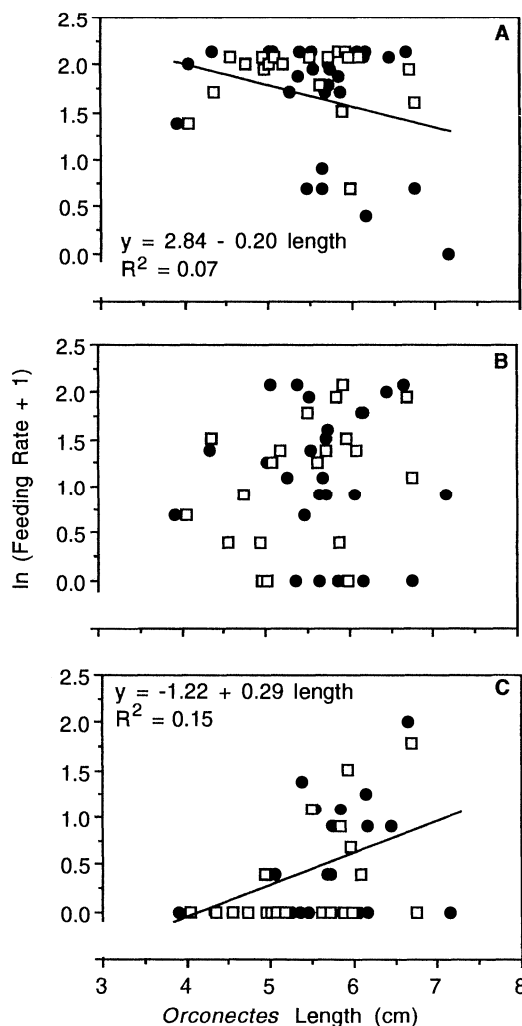 A
2.5
2.0
1.5
1.0
0.5
0.0
y = 2.84 - 0.20 length
R² = 0.07
B
2.5
2.0
1.5
1.0
0.5
0.0
ln (Feeding Rate + 1)
C
y = -1.22 + 0.29 length
R² = 0.15
2.5
2.0
1.5
1.0
0.5
0.0
3 4 5 6 7 8
Orconectes Length (cm)